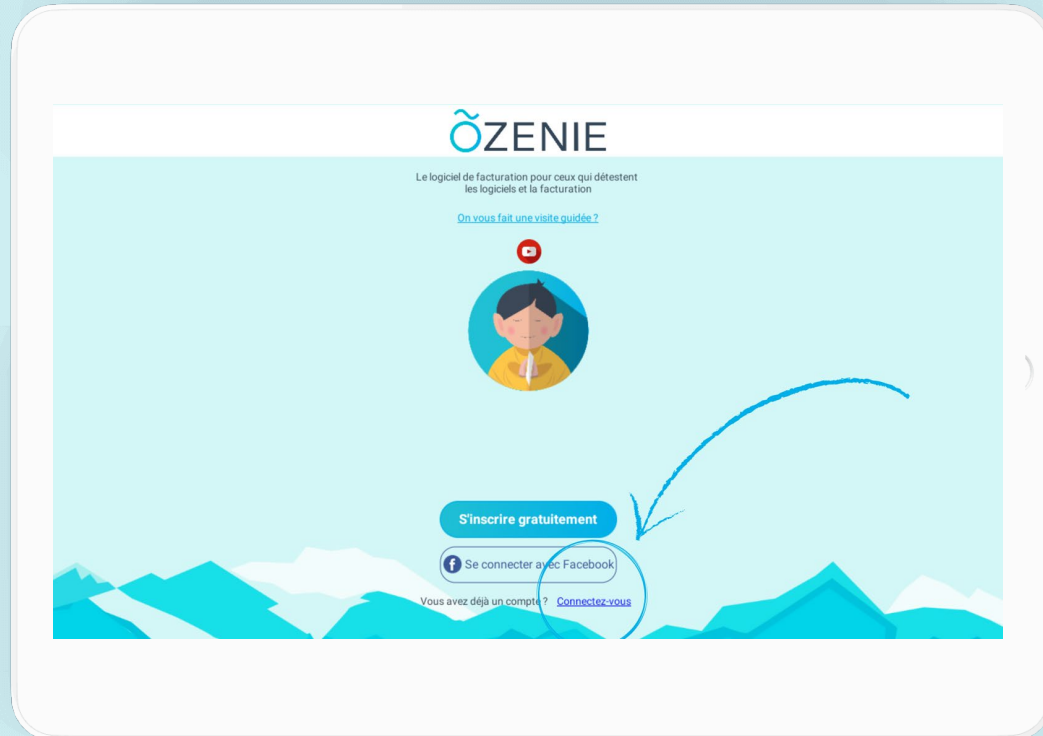 ÕZENIE
Le logiciel de facturation pour ceux qui détestent
les logiciels et la facturation
On vous fait une visite guidée ?
S'inscrire gratuitement
Se connecter avec Facebook
Vous avez déjà un compte ? Connectez-vous